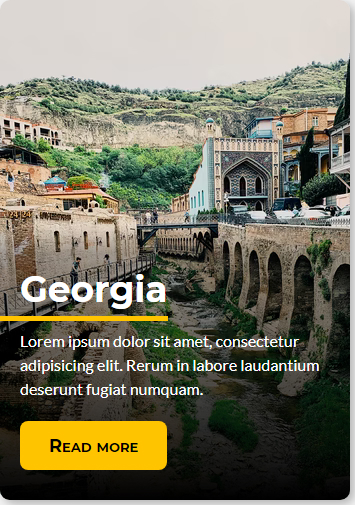 Georgia
Lorem ipsum dolor sit amet, consectetur
adipisicing elit. Rerum in labore laudantium
deserunt fugiat numquam.
Read more